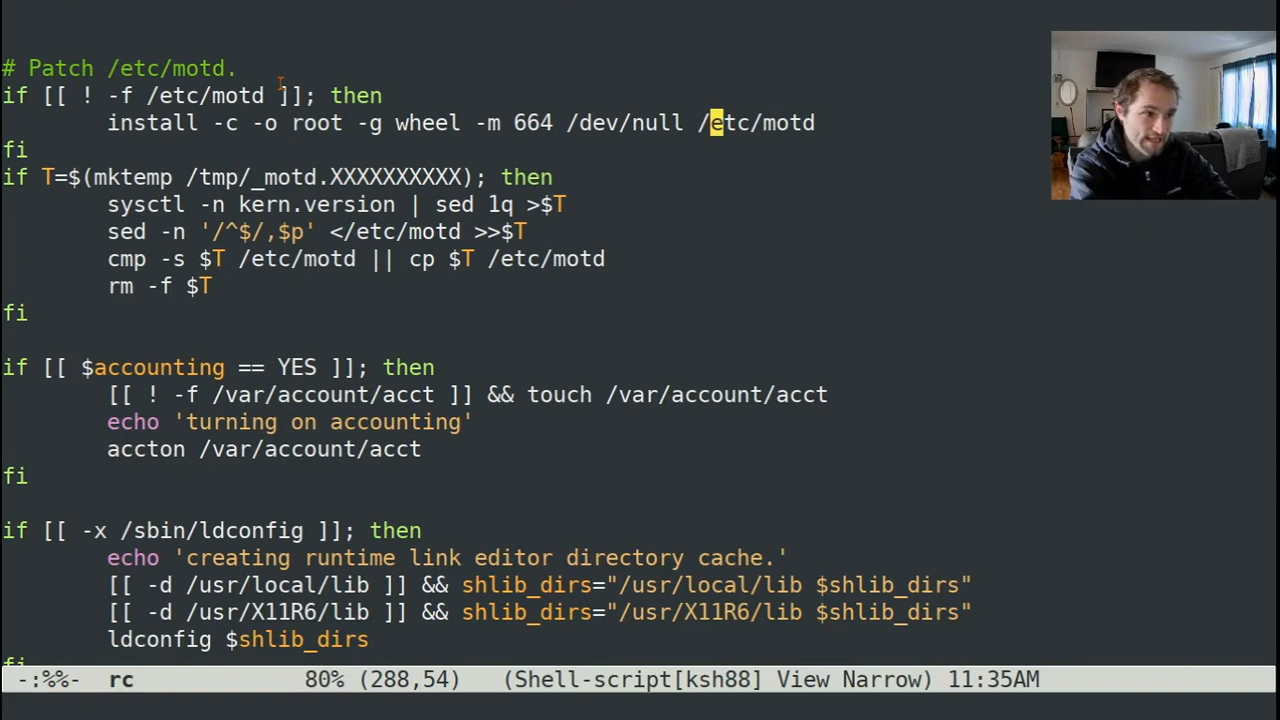 # Patch /etc/motd.
if [[ ! -f /etc/motd ]]; then
install -c -o root -g wheel -m 664 /dev/null /etc/motd
fi
if T=$(mktemp /tmp/_motd.XXXXXXXXXX); then
sysctl -n kern.version | sed 1q >$T
sed -n '/^$/,$p' </etc/motd >>$T
cmp -s $T /etc/motd || cp $T /etc/motd
rm -f $T
fi
if [[ $accounting == YES ]]; then
[[ ! -f /var/account/acct ]] && touch /var/account/acct
echo 'turning on accounting'
accton /var/account/acct
fi
if [[ -x /sbin/ldconfig ]]; then
echo 'creating runtime link editor directory cache.'
[[ -d /usr/local/lib ]] && shlib_dirs="/usr/local/lib $shlib_dirs"
[[ -d /usr/X11R6/lib ]] && shlib_dirs="/usr/X11R6/lib $shlib_dirs"
ldconfig $shlib_dirs
fi
-:%%- rc 80% (288,54) (Shell-script[ksh88] View Narrow) 11:35AM